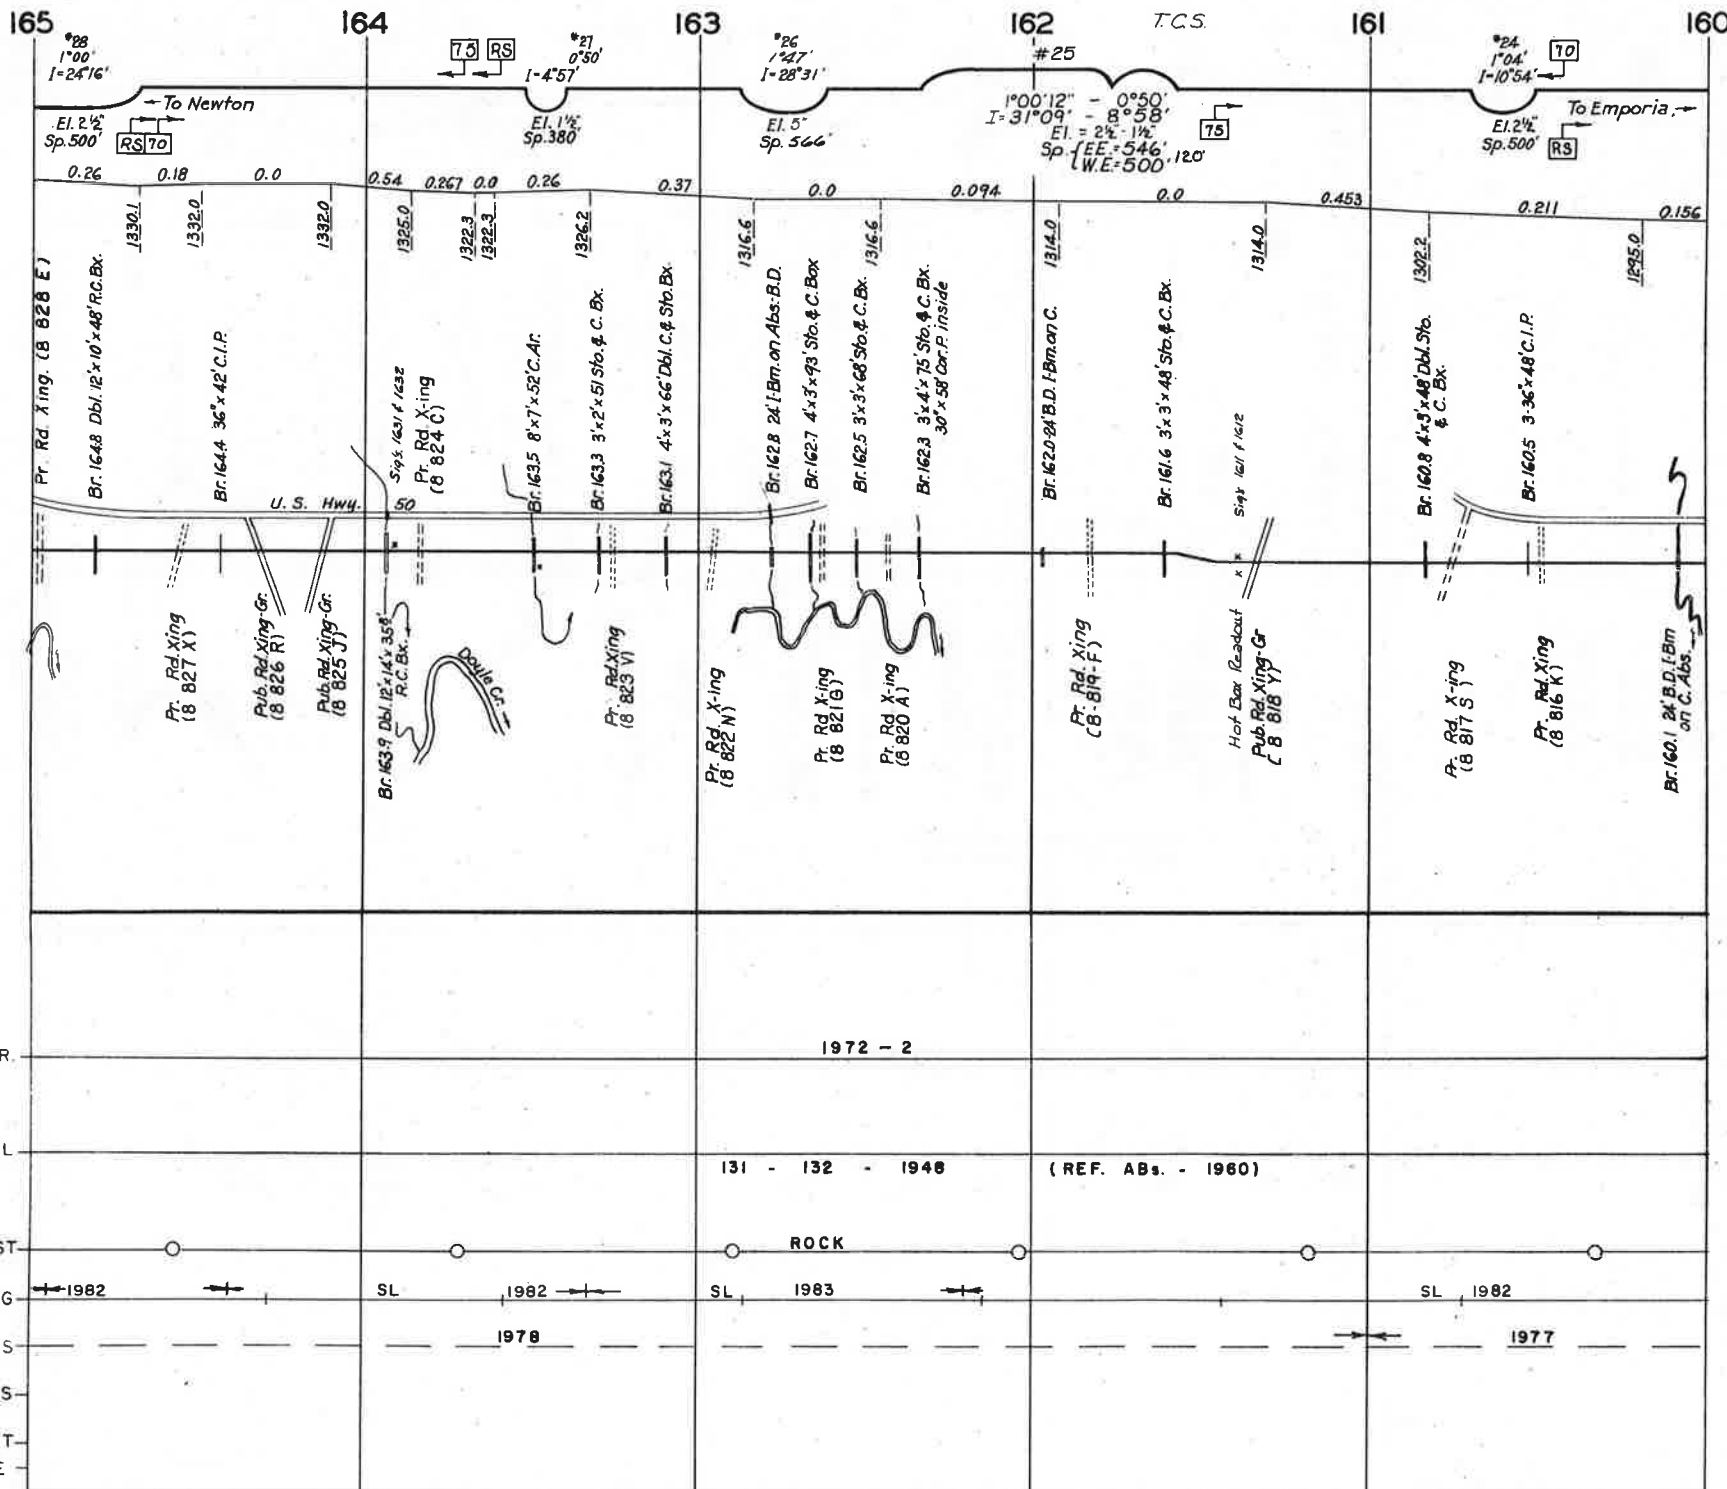 165 164 163 162 T.C.S. 161 160
#28
1°00'
I=24°16'
75 RS
#27
0°50'
I=4°57'
#26
1°47'
I=28°31'
#25
#24
1°04'
I=10°54'
70
←To Newton
To Emporia→
El. 2½"
Sp.500'
RS 70
El. 1½"
Sp.380'
El. 5"
Sp. 566'
1°00'12" - 0°50'
I=31°09' - 8°58'
El. = 2½"- 1½"
Sp. {EE.=546'
W.E=500', 120'
75
El.2½"
Sp.500'
RS
0.26 0.18 0.0 0.54 0.267 0.0 0.26 0.37 0.0 0.094 0.0 0.453 0.211 0.156
1330.1 1332.0 1332.0 1325.0 1322.3 1322.3 1326.2 1316.6 1316.6 1314.0 1314.0 1302.2 1295.0
Pr. Rd. Xing. (8 828 E)
Br. 164.8 Dbl. 12'x10'x48' R.C.Bx.
Br.164.4 36"x42' C.I.P.
Sigs. 1631 & 1632
Pr. Rd. X-ing
(8 824 C)
Br.163.5 8'x7'x52' C.Ar.
Br.163.3 3'x2'x51' Sto.& C. Bx.
Br.163.1 4'x3'x66' Dbl. C.& Sto.Bx.
Br.162.8 24' I-Bm.on Abs.-B.D.
Br.162.7 4'x3'x93' Sto.& C. Box
Br.162.5 3'x3'x68' Sto.& C. Bx.
Br.162.3 3'x4'x75' Sto.& C. Bx.
30"x58' Cor.P. inside
Br.162.0-24' B.D. I-Bm.on C.
Br.161.6 3'x3'x48' Sto.& C. Bx.
Sigs 1611 & 1612
Br.160.8 4'x3'x48' Dbl. Sto.
& C. Bx.
Br.160.5 3-36"x48' C.I.P.
U.S. Hwy. 50
Pr. Rd. Xing
(8 827 X)
Pub. Rd. Xing-Gr.
(8 826 R)
Pub. Rd. Xing-Gr.
(8 825 J)
Br.163.9 Dbl.12'x14'x35'
R.C. Bx.
Doyle Cr.
Pr. Rd.Xing
(8 823 V)
Pr. Rd. X-ing
(8 822 N)
Pr. Rd X-ing
(8 821 G)
Pr. Rd X-ing
(8 820 A)
Pr. Rd. Xing
(8-819-F)
Hot Box Readout
Pub. Rd. Xing-Gr
(8 818 Y)
Pr. Rd. X-ing
(8 817 S)
Pr. Rd. Xing
(8 816 K)
Br.160.1 24' B.D. I-Bm
on C. Abs.
R.
1972 - 2
L
131 - 132 - 1948 (REF. ABs. - 1960)
ST
ROCK
G
1982 SL 1982 SL 1983 SL 1982
S
1978 1977
S
T
E